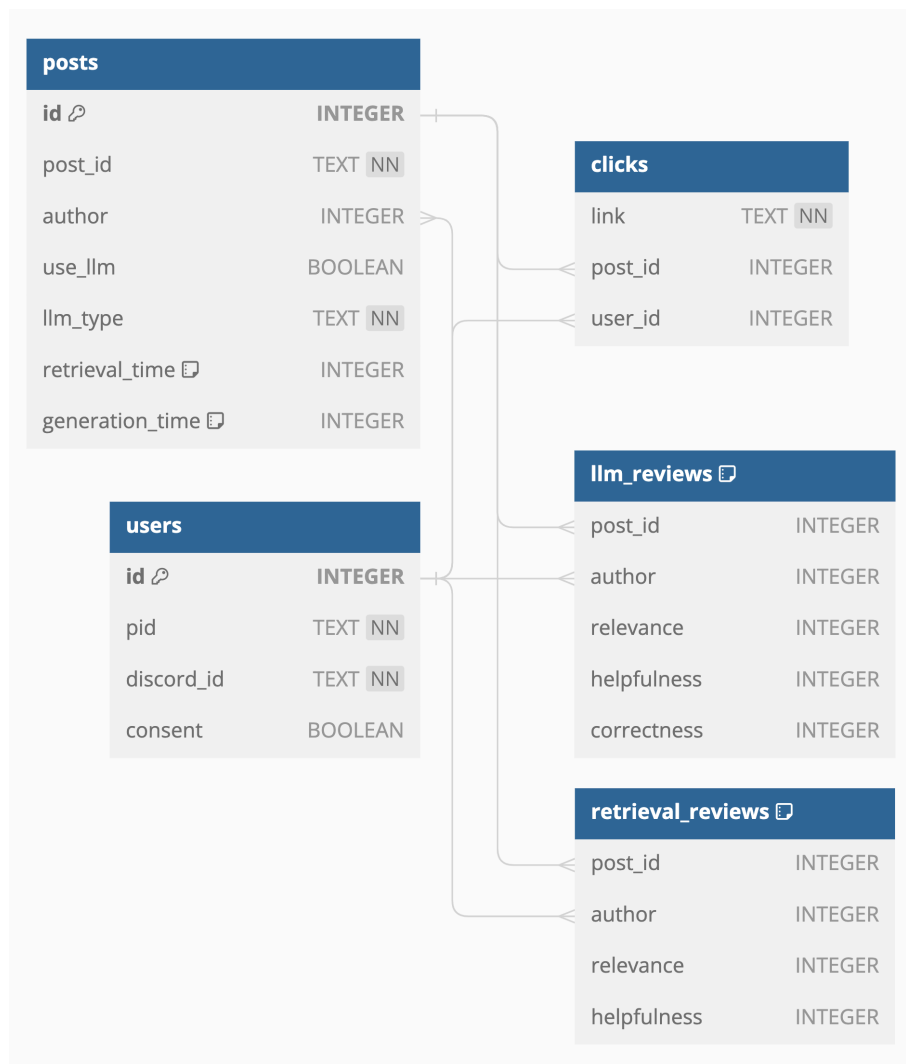 posts
id INTEGER
post_id TEXT NN
author INTEGER
use_llm BOOLEAN
llm_type TEXT NN
retrieval_time INTEGER
generation_time INTEGER
users
id INTEGER
pid TEXT NN
discord_id TEXT NN
consent BOOLEAN
clicks
link TEXT NN
post_id INTEGER
user_id INTEGER
llm_reviews
post_id INTEGER
author INTEGER
relevance INTEGER
helpfulness INTEGER
correctness INTEGER
retrieval_reviews
post_id INTEGER
author INTEGER
relevance INTEGER
helpfulness INTEGER